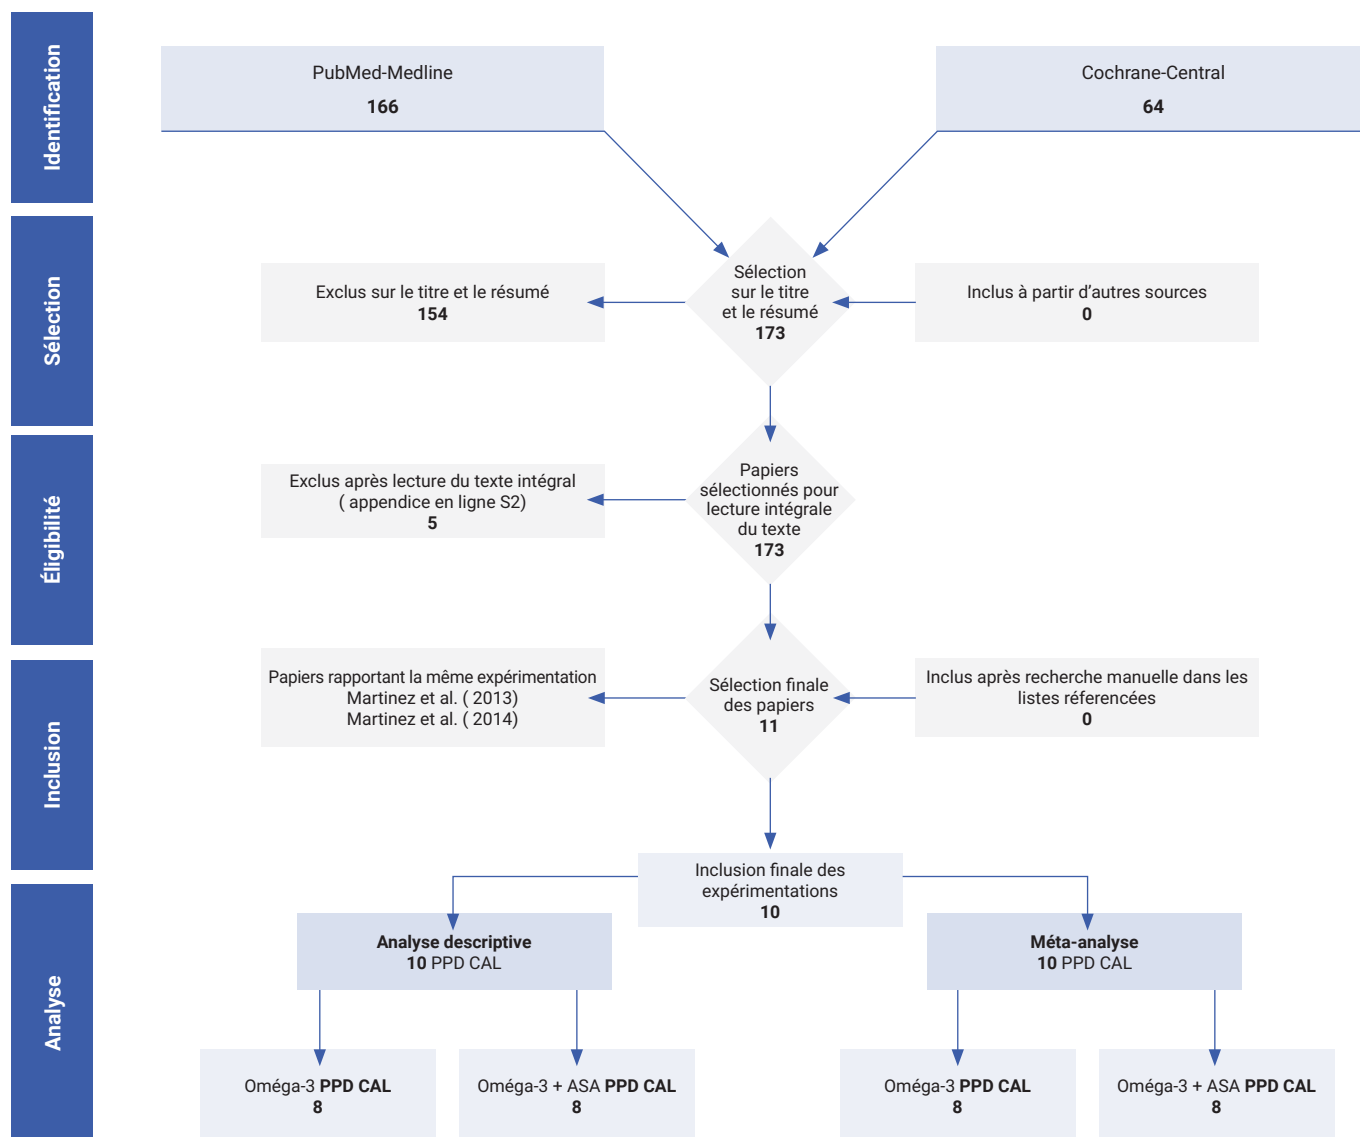 Identification
PubMed-Medline
166
Cochrane-Central
64
Sélection
Exclus sur le titre et le résumé
154
Sélection
sur le titre
et le résumé
173
Inclus à partir d'autres sources
0
Éligibilité
Exclus après lecture du texte intégral
( appendice en ligne S2)
5
Papiers
sélectionnés pour
lecture intégrale
du texte
173
Inclusion
Papiers rapportant la même expérimentation
Martinez et al. ( 2013)
Martinez et al. ( 2014)
Sélection finale
des papiers
11
Inclus après recherche manuelle dans les
listes réferencées
0
Inclusion finale des
expérimentations
10
Analyse
Analyse descriptive
10 PPD CAL
Méta-analyse
10 PPD CAL
Oméga-3 PPD CAL
8
Oméga-3 + ASA PPD CAL
8
Oméga-3 PPD CAL
8
Oméga-3 + ASA PPD CAL
8